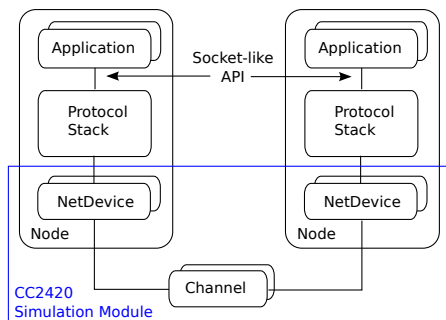 Application
Socket-like
API
Application
Protocol
Stack
Protocol
Stack
NetDevice
NetDevice
Node
Node
Channel
CC2420
Simulation Module